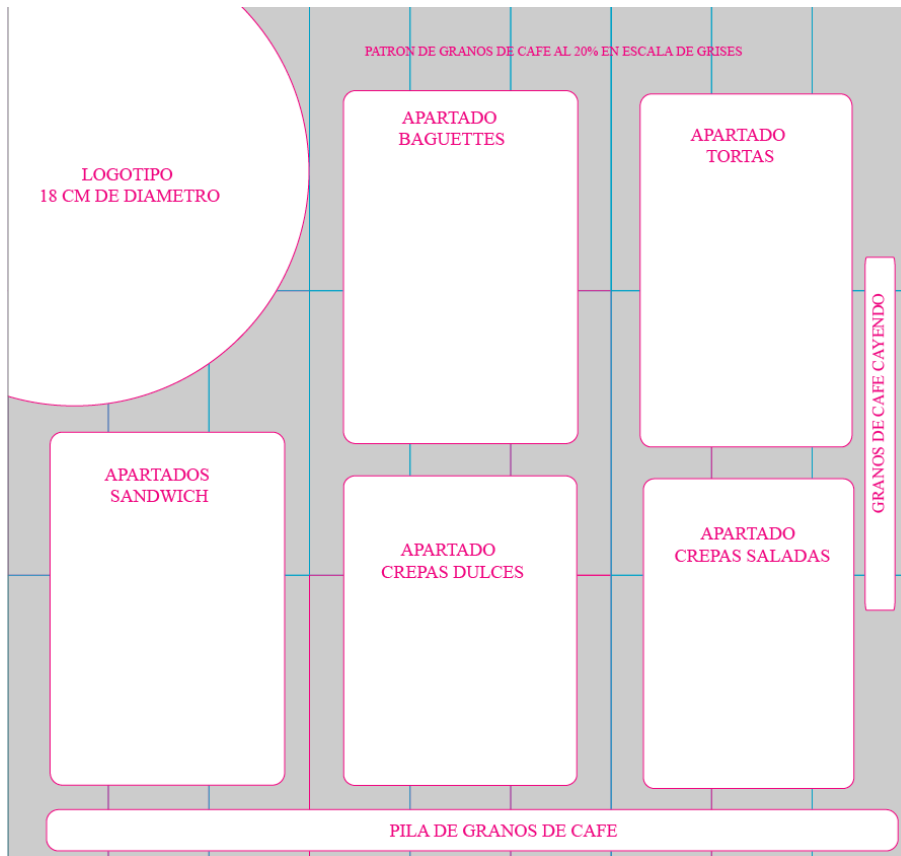 PATRON DE GRANOS DE CAFE AL 20% EN ESCALA DE GRISES
LOGOTIPO
18 CM DE DIAMETRO
APARTADO
BAGUETTES
APARTADO
TORTAS
GRANOS DE CAFE CAYENDO
APARTADOS
SANDWICH
APARTADO
CREPAS DULCES
APARTADO
CREPAS SALADAS
PILA DE GRANOS DE CAFE